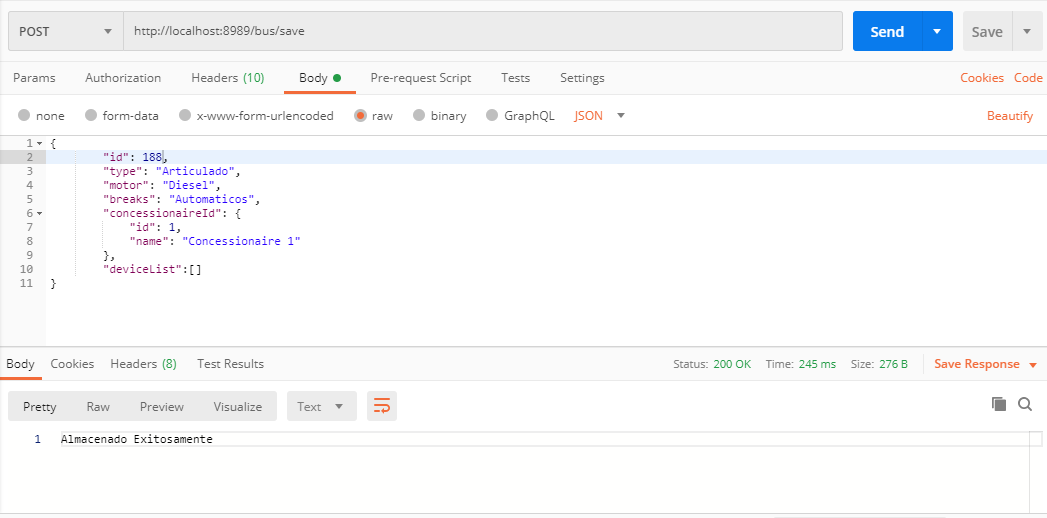 POST http://localhost:8989/bus/save Send Save
Params Authorization Headers (10) Body Pre-request Script Tests Settings Cookies Code
none form-data x-www-form-urlencoded raw binary GraphQL JSON Beautify
1 {
2 "id": 188,
3 "type": "Articulado",
4 "motor": "Diesel",
5 "breaks": "Automaticos",
6 "concessionaireId": {
7 "id": 1,
8 "name": "Concessionaire 1"
9 },
10 "deviceList":[]
11 }
Body Cookies Headers (8) Test Results Status: 200 OK Time: 245 ms Size: 276 B Save Response
Pretty Raw Preview Visualize Text
1 Almacenado Exitosamente